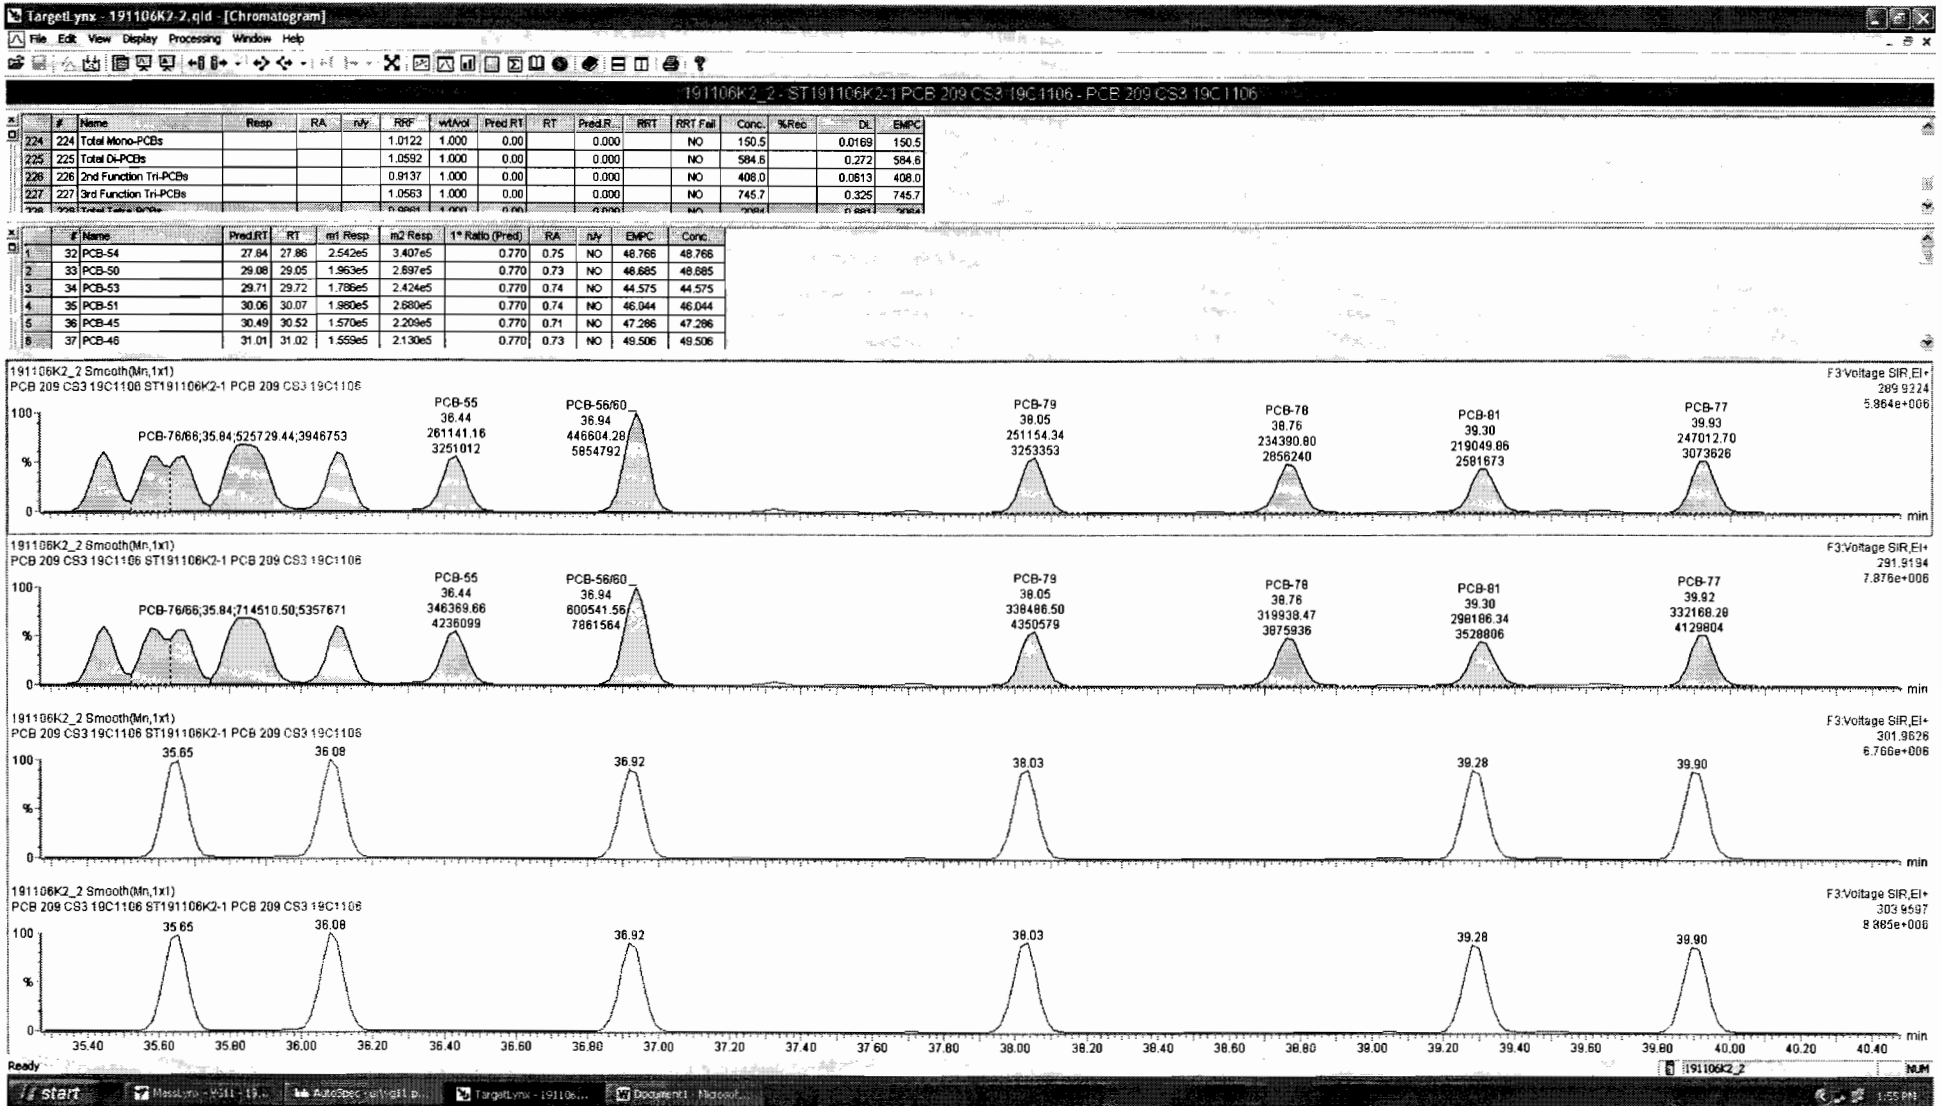 TargetLynx - 191106K2-2.qld - [Chromatogram]
File Edit View Display Processing Window Help
191106K2_2 - ST191106K2-1 PCB 209 CS3 19C1106 - PCB 209 CS3 19C1106
# Name Resp RA n/y RRF wt/vol Pred RT RT Pred.R RRT RRT Fail Conc. %Rec DL EMPC
224 224 Total Mono-PCBs 1.0122 1.000 0.00 0.000 NO 150.5 0.0169 150.5
225 225 Total Di-PCBs 1.0592 1.000 0.00 0.000 NO 584.6 0.272 584.6
226 226 2nd Function Tri-PCBs 0.9137 1.000 0.00 0.000 NO 408.0 0.0613 408.0
227 227 3rd Function Tri-PCBs 1.0563 1.000 0.00 0.000 NO 745.7 0.325 745.7
# Name Pred.RT RT m1 Resp m2 Resp 1° Ratio (Pred) RA n/y EMPC Conc.
1 32 PCB-54 27.84 27.86 2.542e5 3.407e5 0.770 0.75 NO 48.766 48.766
2 33 PCB-50 29.08 29.05 1.963e5 2.697e5 0.770 0.73 NO 48.685 48.685
3 34 PCB-53 29.71 29.72 1.786e5 2.424e5 0.770 0.74 NO 44.575 44.575
4 35 PCB-51 30.06 30.07 1.980e5 2.680e5 0.770 0.74 NO 46.044 46.044
5 36 PCB-45 30.49 30.52 1.570e5 2.209e5 0.770 0.71 NO 47.286 47.286
6 37 PCB-46 31.01 31.02 1.559e5 2.130e5 0.770 0.73 NO 49.506 49.506
191106K2_2 Smooth(Mn,1x1)
PCB 209 CS3 19C1106 ST191106K2-1 PCB 209 CS3 19C1106
F3:Voltage SIR,EI+
289.9224
5.864e+006
100
%
0
PCB-76/66;35.84;525729.44;3946753
PCB-55
36.44
261141.16
3251012
PCB-56/60
36.94
446604.28
5854792
PCB-79
38.05
251154.34
3253353
PCB-78
38.76
234390.80
2856240
PCB-81
39.30
219049.86
2581673
PCB-77
39.93
247012.70
3073626
min
191106K2_2 Smooth(Mn,1x1)
PCB 209 CS3 19C1106 ST191106K2-1 PCB 209 CS3 19C1106
F3:Voltage SIR,EI+
291.9194
7.876e+006
100
%
0
PCB-76/66;35.84;714510.50;5357671
PCB-55
36.44
346369.66
4236099
PCB-56/60
36.94
600541.56
7861564
PCB-79
38.05
338486.50
4350579
PCB-78
38.76
319938.47
3875936
PCB-81
39.30
298186.34
3528806
PCB-77
39.92
332168.28
4129804
min
191106K2_2 Smooth(Mn,1x1)
PCB 209 CS3 19C1106 ST191106K2-1 PCB 209 CS3 19C1106
F3:Voltage SIR,EI+
301.9626
6.766e+006
100
%
0
35.65 36.08 36.92 38.03 39.28 39.90
min
191106K2_2 Smooth(Mn,1x1)
PCB 209 CS3 19C1106 ST191106K2-1 PCB 209 CS3 19C1106
F3:Voltage SIR,EI+
303.9597
8.885e+006
100
%
0
35.65 36.08 36.92 38.03 39.28 39.90
min
35.40 35.60 35.80 36.00 36.20 36.40 36.60 36.80 37.00 37.20 37.40 37.60 37.80 38.00 38.20 38.40 38.60 38.80 39.00 39.20 39.40 39.60 39.80 40.00 40.20 40.40
Ready
191106K2_2
NUM
start
TargetLynx - 191106...
Document1 - Microsof...
1:55 PM